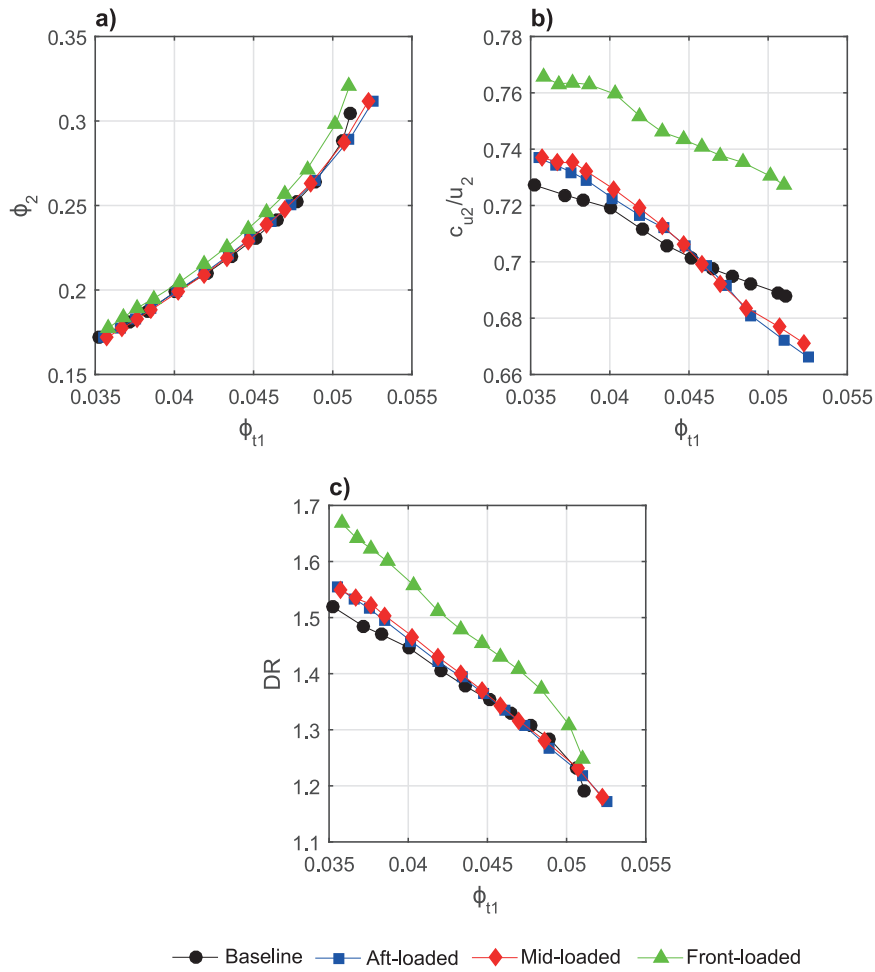 a)
0.35
0.3
0.25
0.2
0.15
ϕ2
0.035 0.04 0.045 0.05 0.055
ϕt1
b)
0.78
0.76
0.74
0.72
0.7
0.68
0.66
cu2/u2
0.035 0.04 0.045 0.05 0.055
ϕt1
c)
1.7
1.6
1.5
1.4
1.3
1.2
1.1
DR
0.035 0.04 0.045 0.05 0.055
ϕt1
Baseline Aft-loaded Mid-loaded Front-loaded